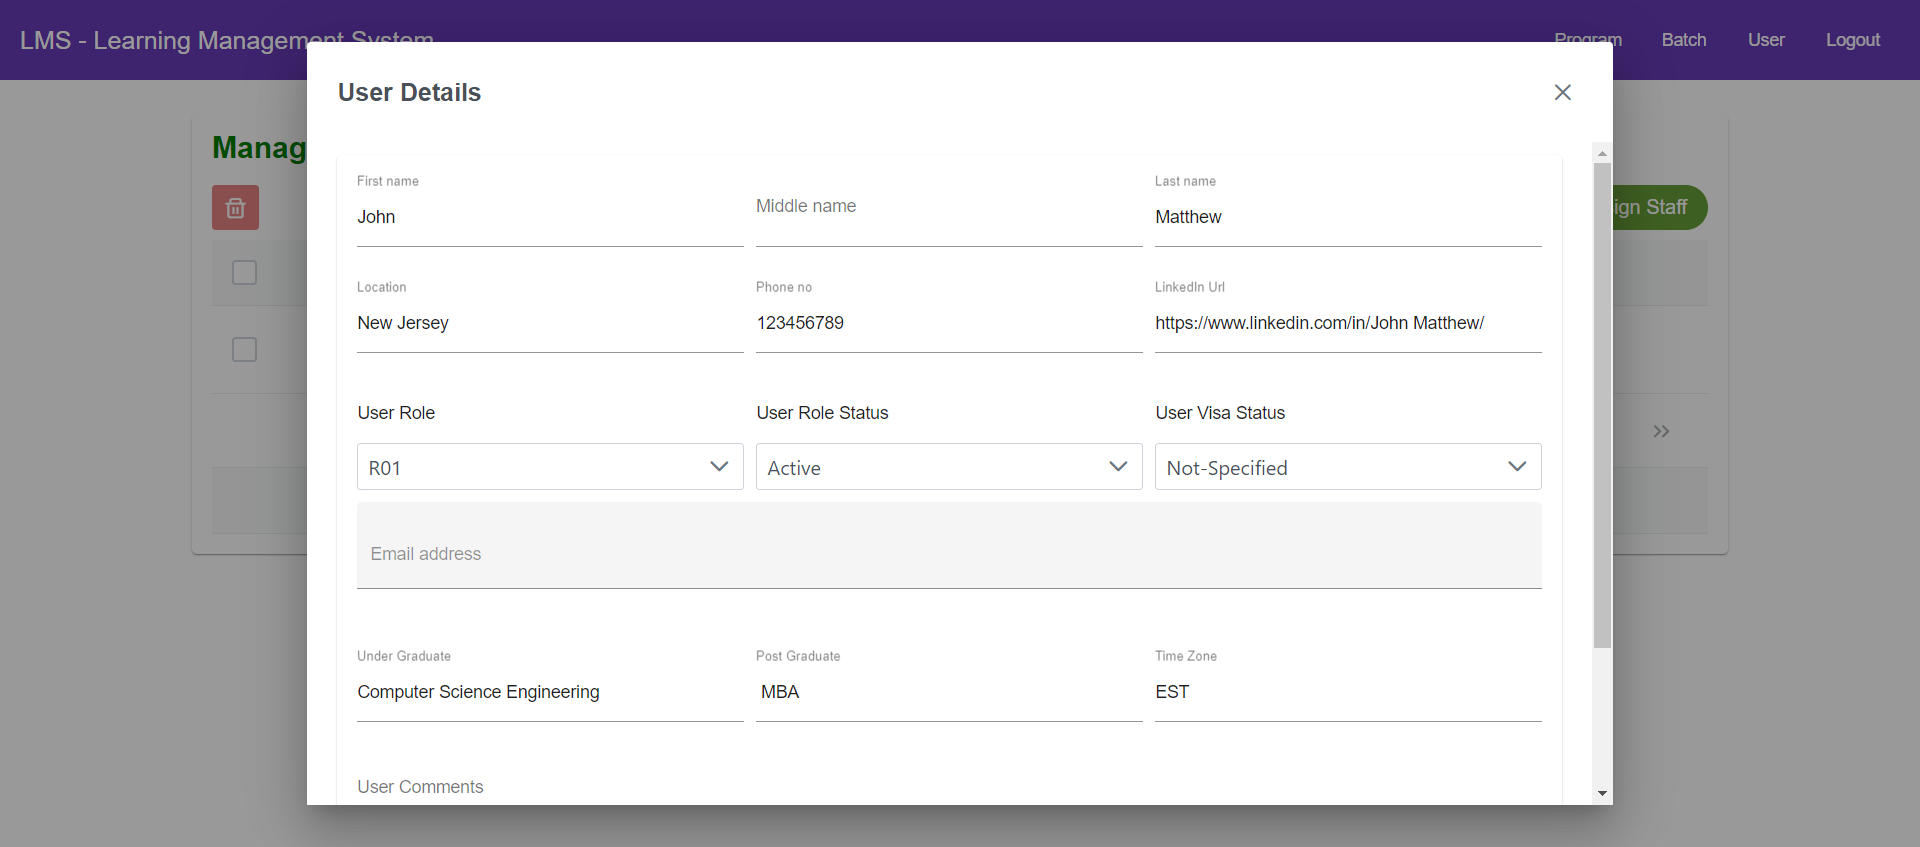 LMS - Learning Management System
Program Batch User Logout
User Details
Manag
ign Staff
First name
John
Middle name
Last name
Matthew
Location
New Jersey
Phone no
123456789
LinkedIn Url
https://www.linkedin.com/in/John Matthew/
User Role
R01
User Role Status
Active
User Visa Status
Not-Specified
Email address
Under Graduate
Computer Science Engineering
Post Graduate
MBA
Time Zone
EST
User Comments